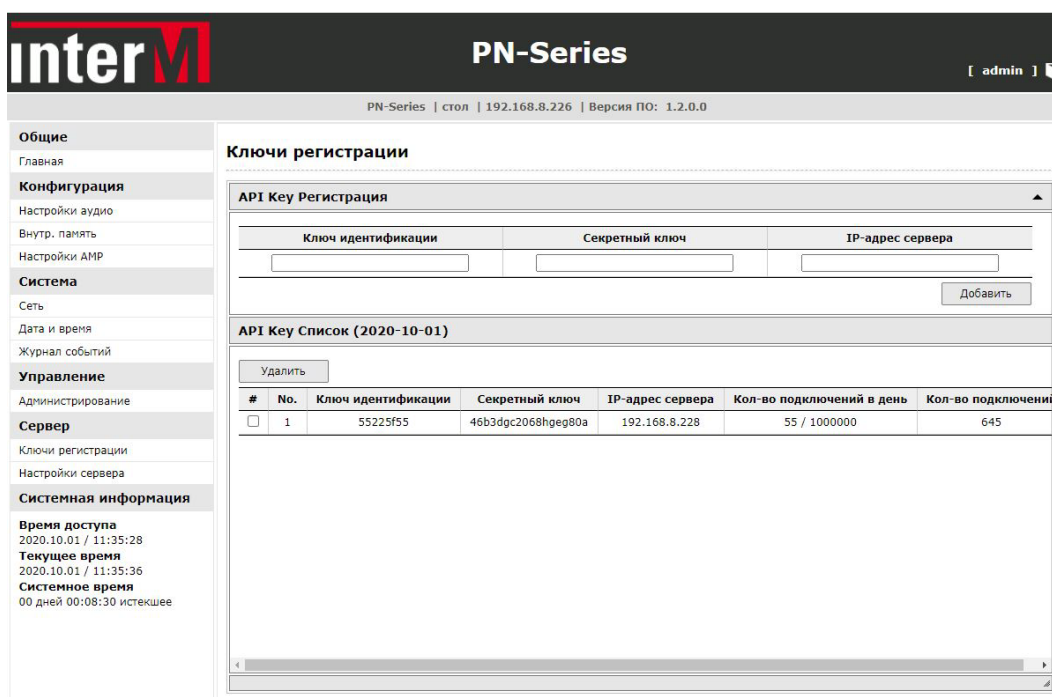 inter M
PN-Series
[ admin ]
PN-Series | стол | 192.168.8.226 | Версия ПО: 1.2.0.0
Общие
Главная
Конфигурация
Настройки аудио
Внутр. память
Настройки AMP
Система
Сеть
Дата и время
Журнал событий
Управление
Администрирование
Сервер
Ключи регистрации
Настройки сервера
Системная информация
Время доступа
2020.10.01 / 11:35:28
Текущее время
2020.10.01 / 11:35:36
Системное время
00 дней 00:08:30 истекшее
Ключи регистрации
API Key Регистрация
Ключ идентификации Секретный ключ IP-адрес сервера
Добавить
API Key Список (2020-10-01)
Удалить
# No. Ключ идентификации Секретный ключ IP-адрес сервера Кол-во подключений в день Кол-во подключений
1 55225f55 46b3dgc2068hgeg80a 192.168.8.228 55 / 1000000 645